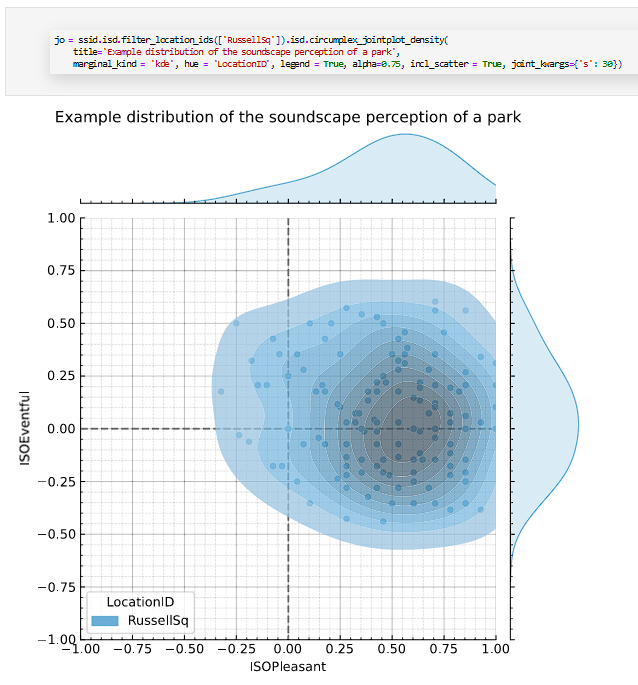 jo = ssid.isd.filter_location_ids(['RussellSq']).isd.circumplex_jointplot_density(
title='Example distribution of the soundscape perception of a park',
marginal_kind = 'kde', hue = 'LocationID', legend = True, alpha=0.75, incl_scatter = True, joint_kwargs={'s': 30})
Example distribution of the soundscape perception of a park
1.00
0.75
0.50
0.25
0.00
−0.25
−0.50
−0.75
−1.00
ISOEventful
LocationID
RussellSq
−1.00 −0.75 −0.50 −0.25 0.00 0.25 0.50 0.75 1.00
ISOPleasant